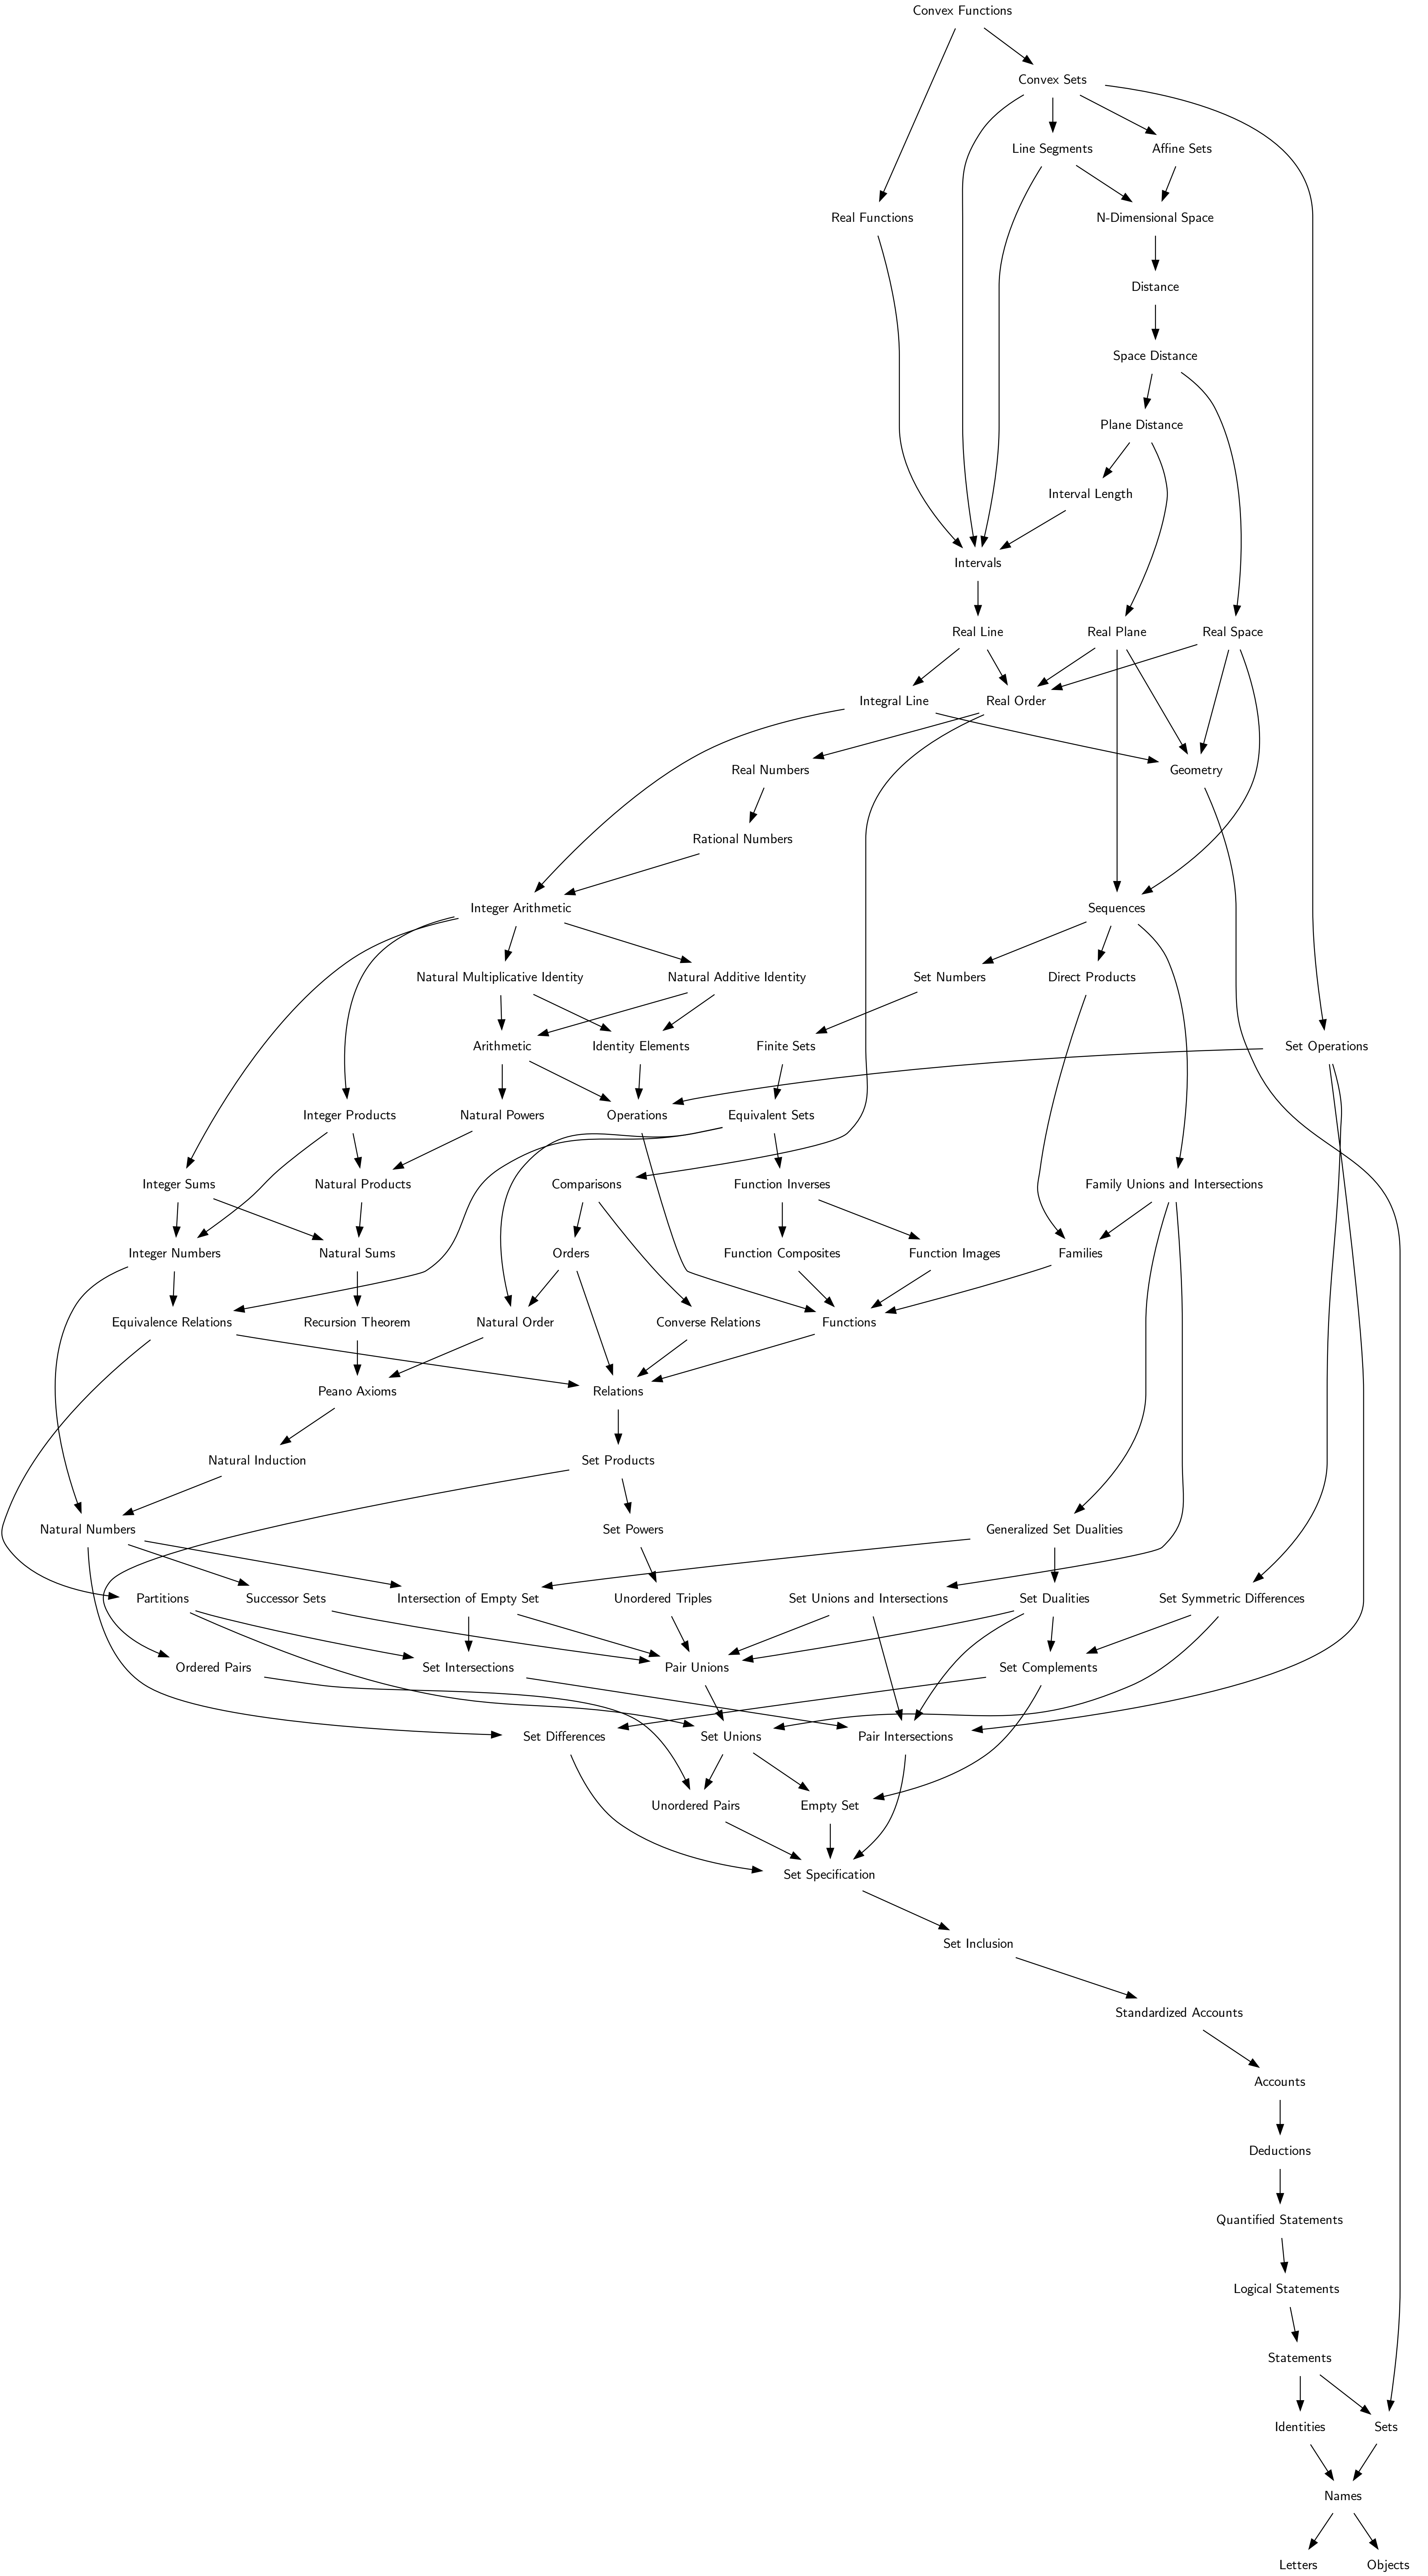 Convex Functions
Convex Sets
Line Segments
Affine Sets
Real Functions
N-Dimensional Space
Distance
Space Distance
Plane Distance
Interval Length
Intervals
Real Line
Real Plane
Real Space
Integral Line
Real Order
Real Numbers
Geometry
Rational Numbers
Integer Arithmetic
Sequences
Natural Multiplicative Identity
Natural Additive Identity
Set Numbers
Direct Products
Arithmetic
Identity Elements
Finite Sets
Set Operations
Integer Products
Natural Powers
Operations
Equivalent Sets
Integer Sums
Natural Products
Comparisons
Function Inverses
Family Unions and Intersections
Integer Numbers
Natural Sums
Orders
Function Composites
Function Images
Families
Equivalence Relations
Recursion Theorem
Natural Order
Converse Relations
Functions
Peano Axioms
Relations
Natural Induction
Set Products
Natural Numbers
Set Powers
Generalized Set Dualities
Partitions
Successor Sets
Intersection of Empty Set
Unordered Triples
Set Unions and Intersections
Set Dualities
Set Symmetric Differences
Ordered Pairs
Set Intersections
Pair Unions
Set Complements
Set Differences
Set Unions
Pair Intersections
Unordered Pairs
Empty Set
Set Specification
Set Inclusion
Standardized Accounts
Accounts
Deductions
Quantified Statements
Logical Statements
Statements
Identities
Sets
Names
Letters
Objects